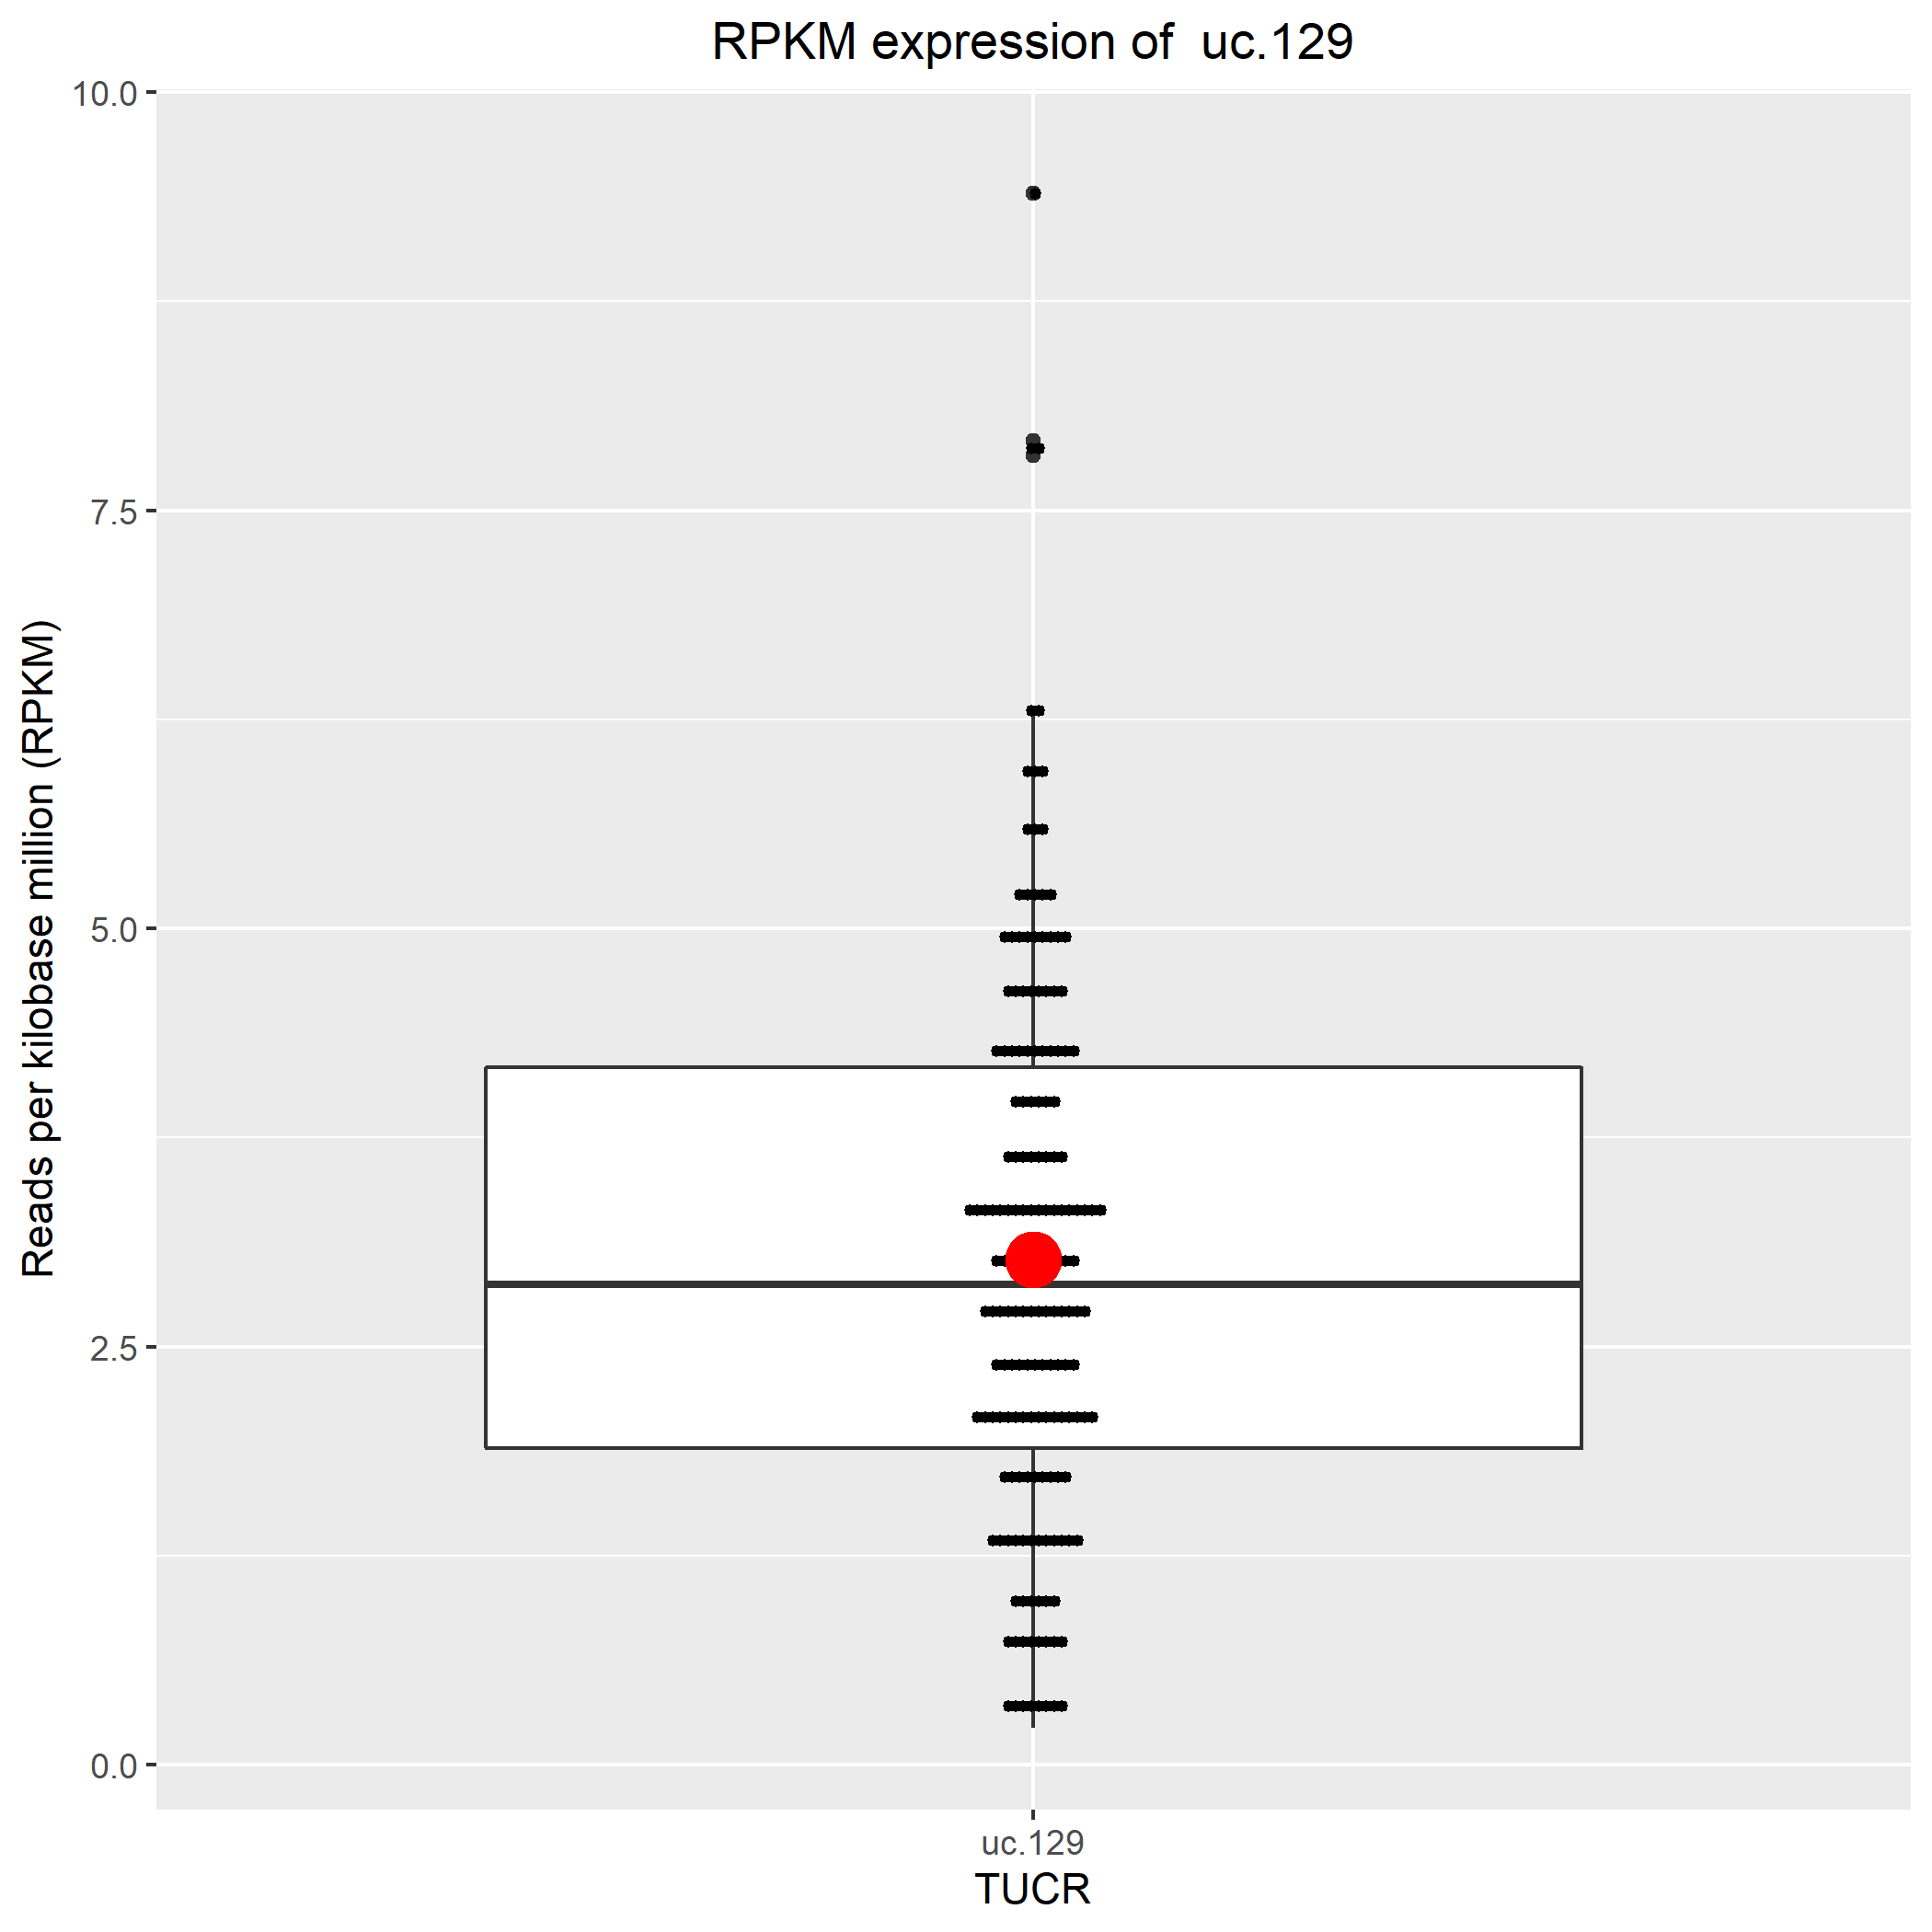 RPKM expression of  uc.129
Reads per kilobase million (RPKM)
10.0
7.5
5.0
2.5
0.0
uc.129
TUCR